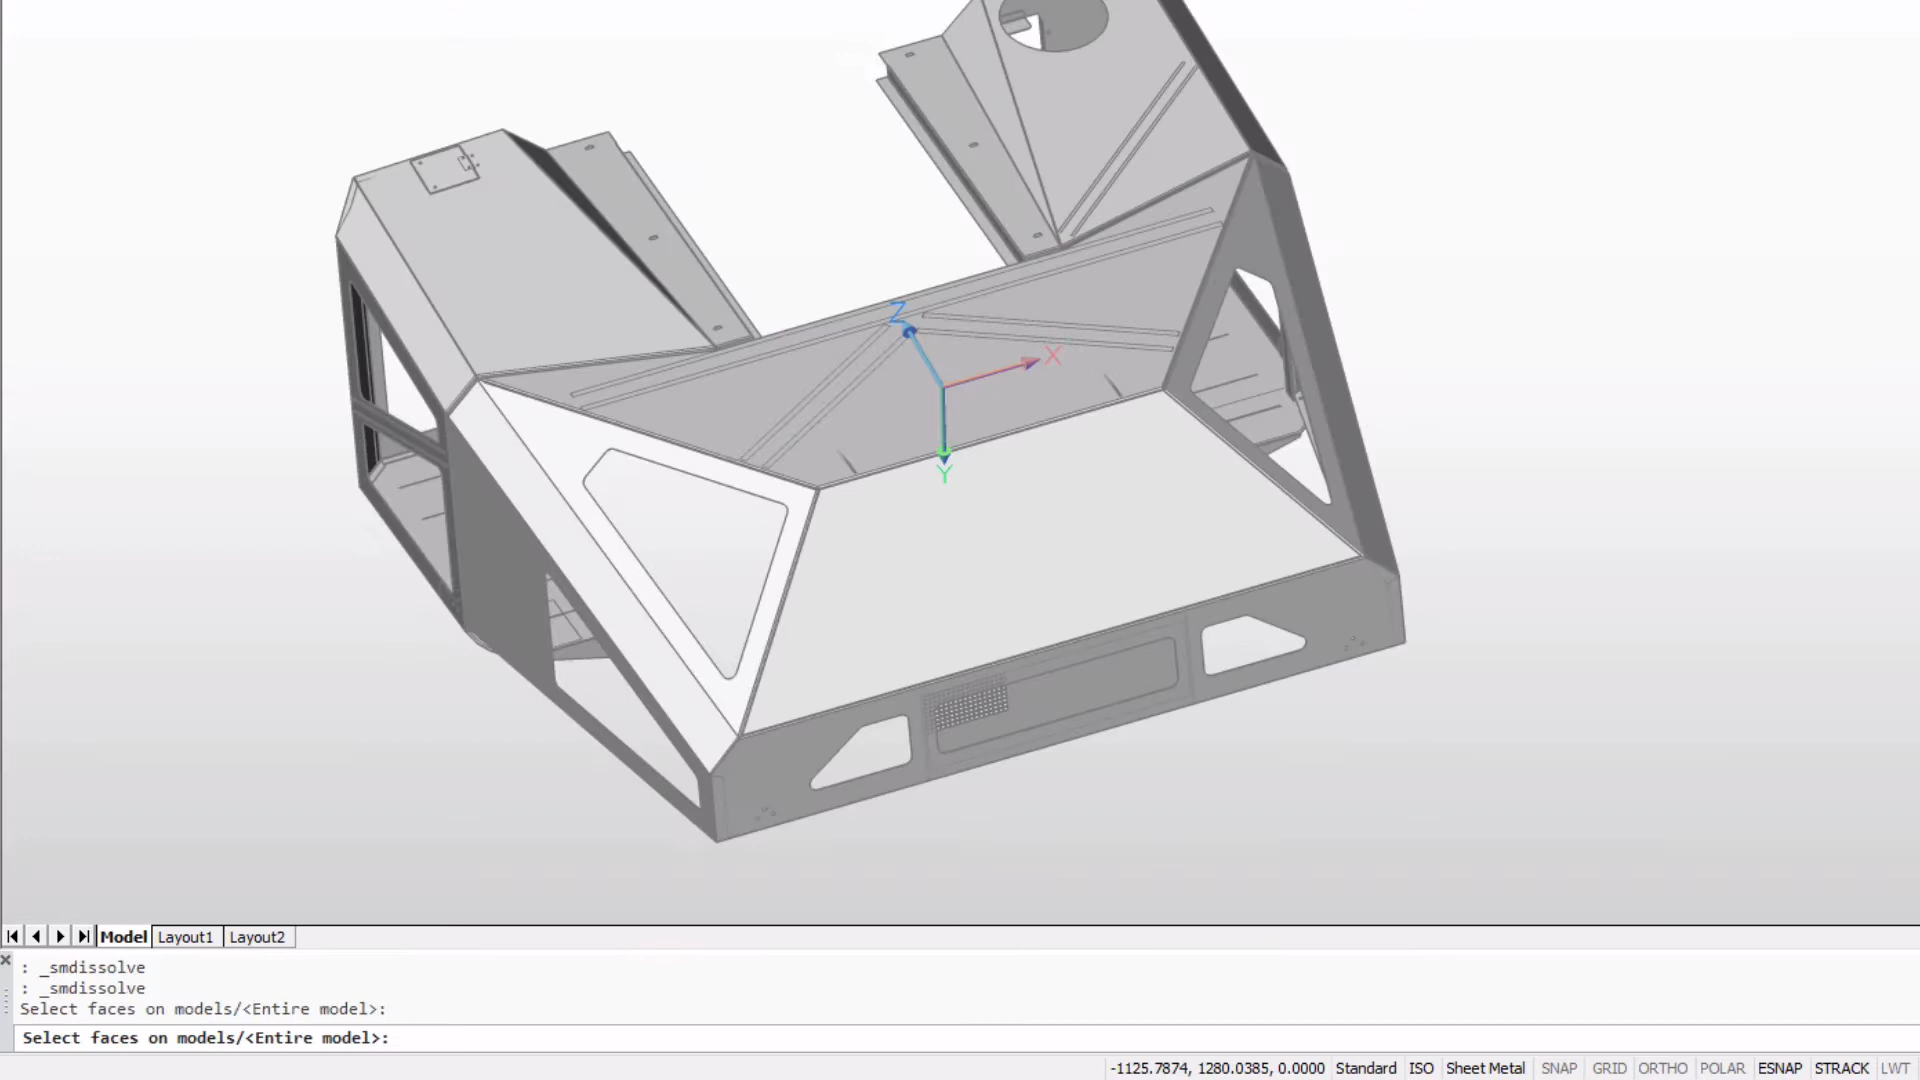 Z
X
Y
Model Layout1 Layout2
: _smdissolve
: _smdissolve
Select faces on models/<Entire model>:
Select faces on models/<Entire model>:
-1125.7874, 1280.0385, 0.0000 Standard ISO Sheet Metal SNAP GRID ORTHO POLAR ESNAP STRACK LWT